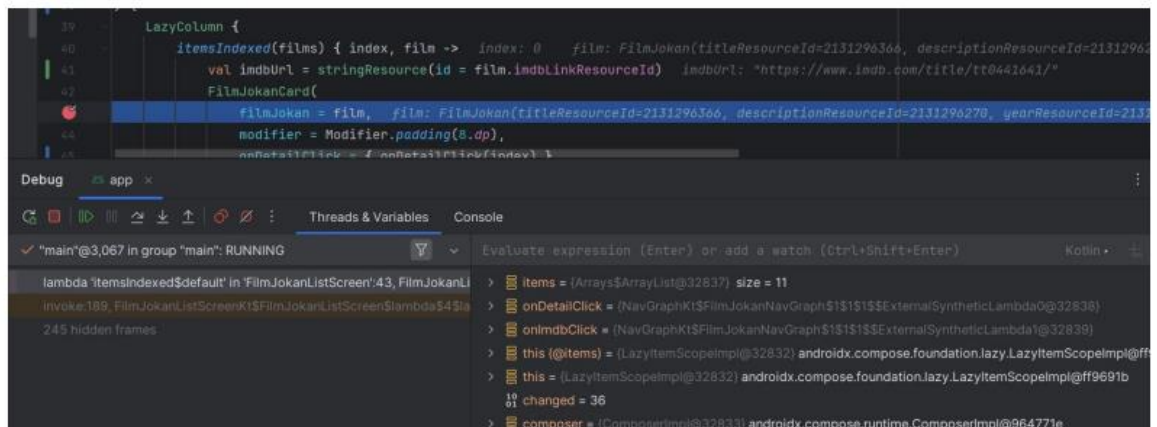 39 LazyColumn {
40 itemsIndexed(films) { index, film -> index: 0 film: FilmJokan(titleResourceId=2131296366, descriptionResourceId=21312962
41 val imdbUrl = stringResource(id = film.imdbLinkResourceId) imdbUrl: "https://www.imdb.com/title/tt0441641/"
42 FilmJokanCard(
filmJokan = film, film: FilmJokan(titleResourceId=2131296366, descriptionResourceId=2131296270, yearResourceId=2131
44 modifier = Modifier.padding(8.dp),
45 onDetailClick = { onDetailClick(index) }
Debug app ×
Threads & Variables Console
"main"@3,067 in group "main": RUNNING
Evaluate expression (Enter) or add a watch (Ctrl+Shift+Enter) Kotlin
lambda 'itemsIndexed$default' in 'FilmJokanListScreen':43, FilmJokanLi
invoke:189, FilmJokanListScreenKt$FilmJokanListScreen$lambda$4$la
245 hidden frames
items = {Arrays$ArrayList@32837} size = 11
onDetailClick = {NavGraphKt$FilmJokanNavGraph$1$1$1$$ExternalSyntheticLambda0@32838}
onImdbClick = {NavGraphKt$FilmJokanNavGraph$1$1$1$$ExternalSyntheticLambda1@32839}
this (@items) = {LazyItemScopeImpl@32832} androidx.compose.foundation.lazy.LazyItemScopeImpl@ff9
this = {LazyItemScopeImpl@32832} androidx.compose.foundation.lazy.LazyItemScopeImpl@ff9691b
changed = 36
composer = {ComposerImpl@32833} androidx.compose.runtime.ComposerImpl@964771e